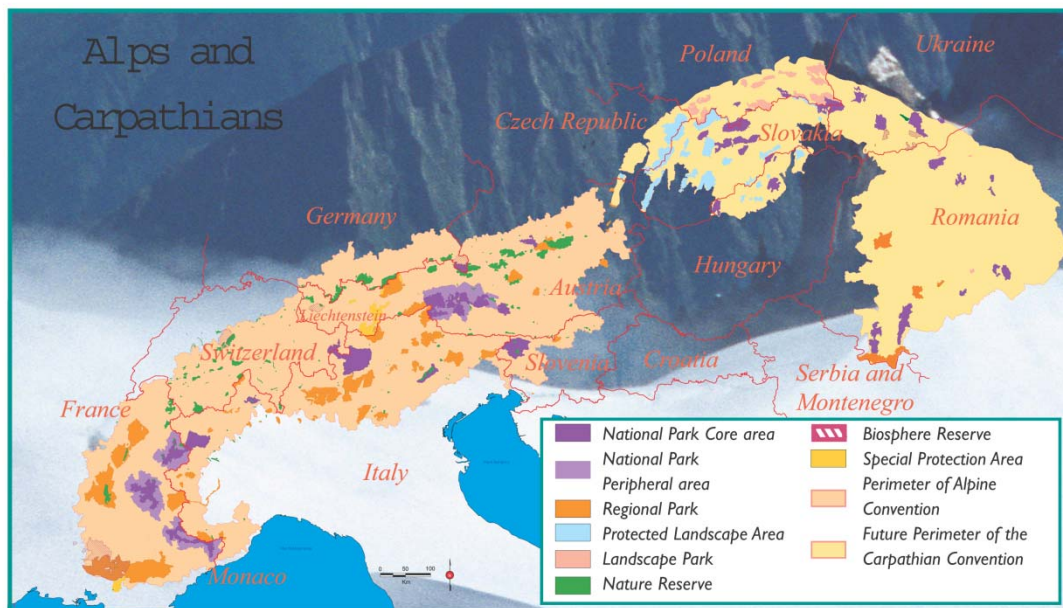 Alps and
Carpathians
Poland
Ukraine
Czech Republic
Slovakia
Germany
Romania
Hungary
Austria
Liechtenstein
Switzerland
Slovenia
Croatia
Serbia and
Montenegro
France
Italy
Monaco
0 50 100
National Park Core area
National Park
Peripheral area
Regional Park
Protected Landscape Area
Landscape Park
Nature Reserve
Biosphere Reserve
Special Protection Area
Perimeter of Alpine
Convention
Future Perimeter of the
Carpathian Convention